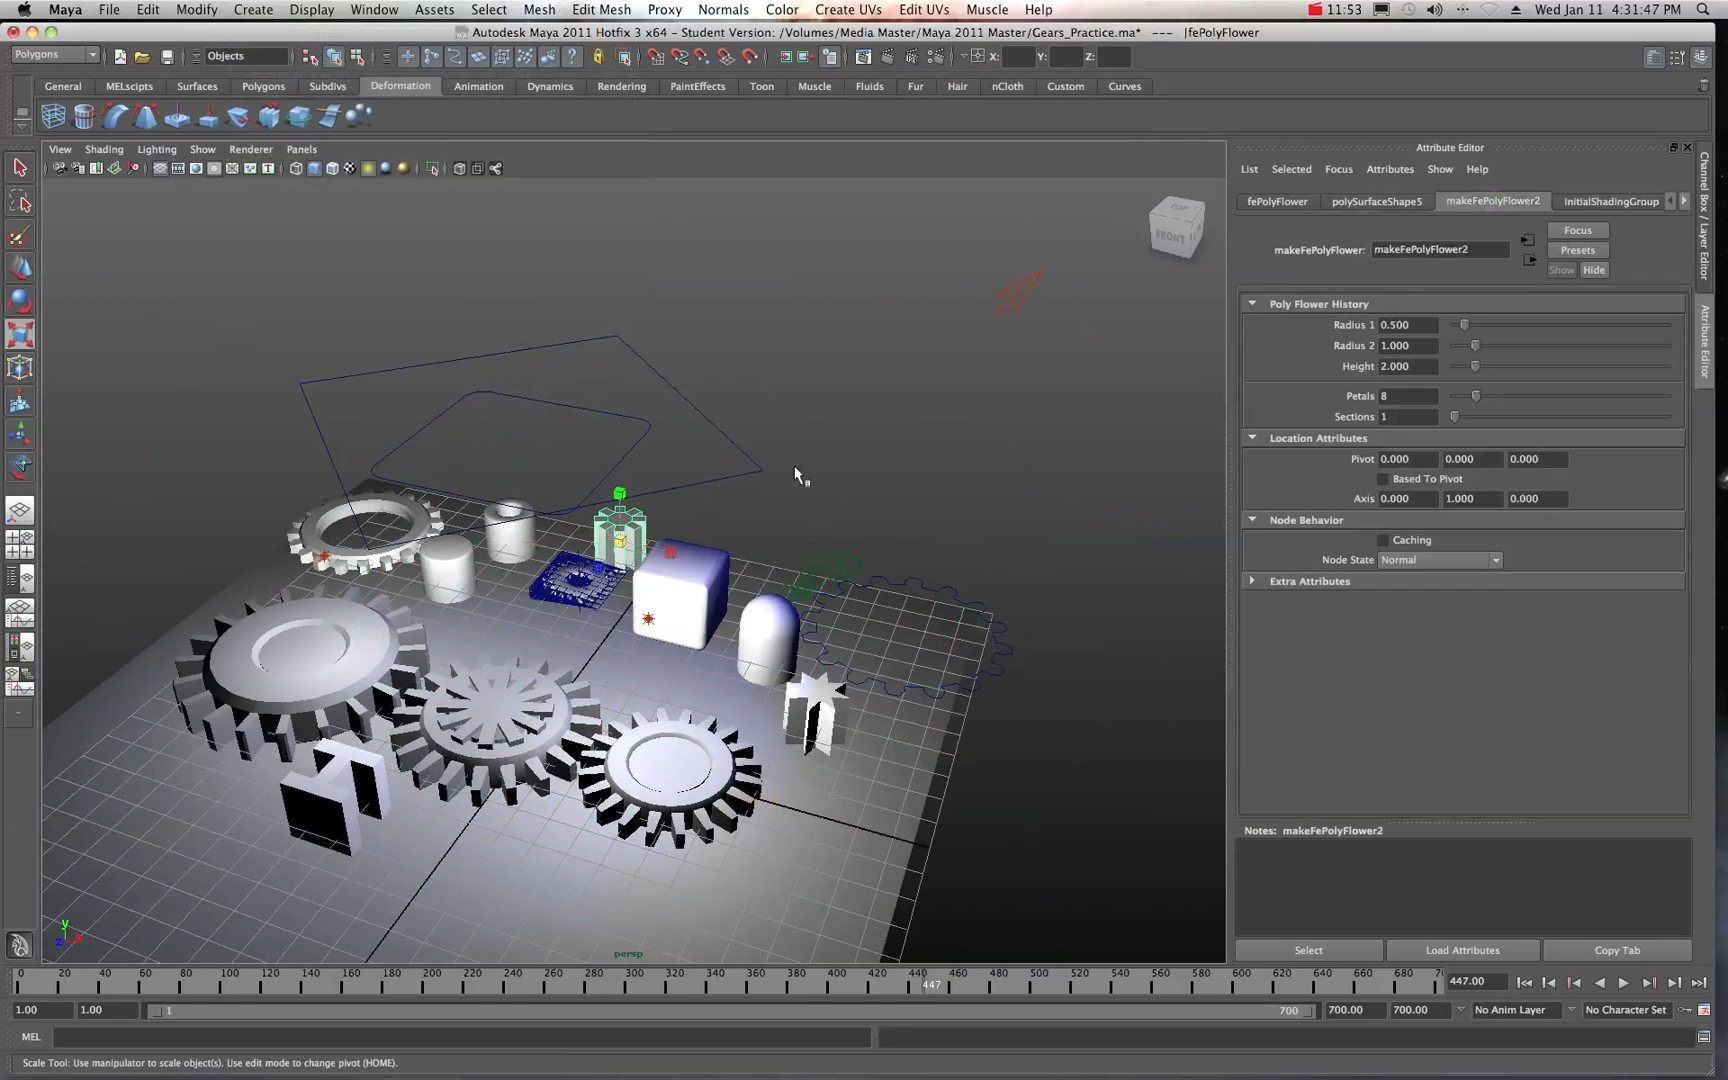 Maya File Edit Modify Create Display Window Assets Select Mesh Edit Mesh Proxy Normals Color Create UVs Edit UVs Muscle Help 11:53 Wed Jan 11 4:31:47 PM
Autodesk Maya 2011 Hotfix 3 x64 - Student Version: /Volumes/Media Master/Maya 2011 Master/Gears_Practice.ma* --- |fePolyFlower
Polygons Objects X: Y: Z:
General MELscipts Surfaces Polygons Subdivs Deformation Animation Dynamics Rendering PaintEffects Toon Muscle Fluids Fur Hair nCloth Custom Curves
View Shading Lighting Show Renderer Panels
TOP
FRONT
persp
y
z x
Attribute Editor
List Selected Focus Attributes Show Help
fePolyFlower polySurfaceShape5 makeFePolyFlower2 initialShadingGroup
makeFePolyFlower: makeFePolyFlower2
Focus
Presets
Show Hide
Poly Flower History
Radius 1 0.500
Radius 2 1.000
Height 2.000
Petals 8
Sections 1
Location Attributes
Pivot 0.000 0.000 0.000
Based To Pivot
Axis 0.000 1.000 0.000
Node Behavior
Caching
Node State Normal
Extra Attributes
Notes: makeFePolyFlower2
Select Load Attributes Copy Tab
Channel Box / Layer Editor
Attribute Editor
0 20 40 60 80 100 120 140 160 180 200 220 240 260 280 300 320 340 360 380 400 420 440 460 480 500 520 540 560 580 600 620 640 660 680 70
447 447.00
1.00 1.00 1 700 700.00 700.00 No Anim Layer No Character Set
MEL
Scale Tool: Use manipulator to scale object(s). Use edit mode to change pivot (HOME).